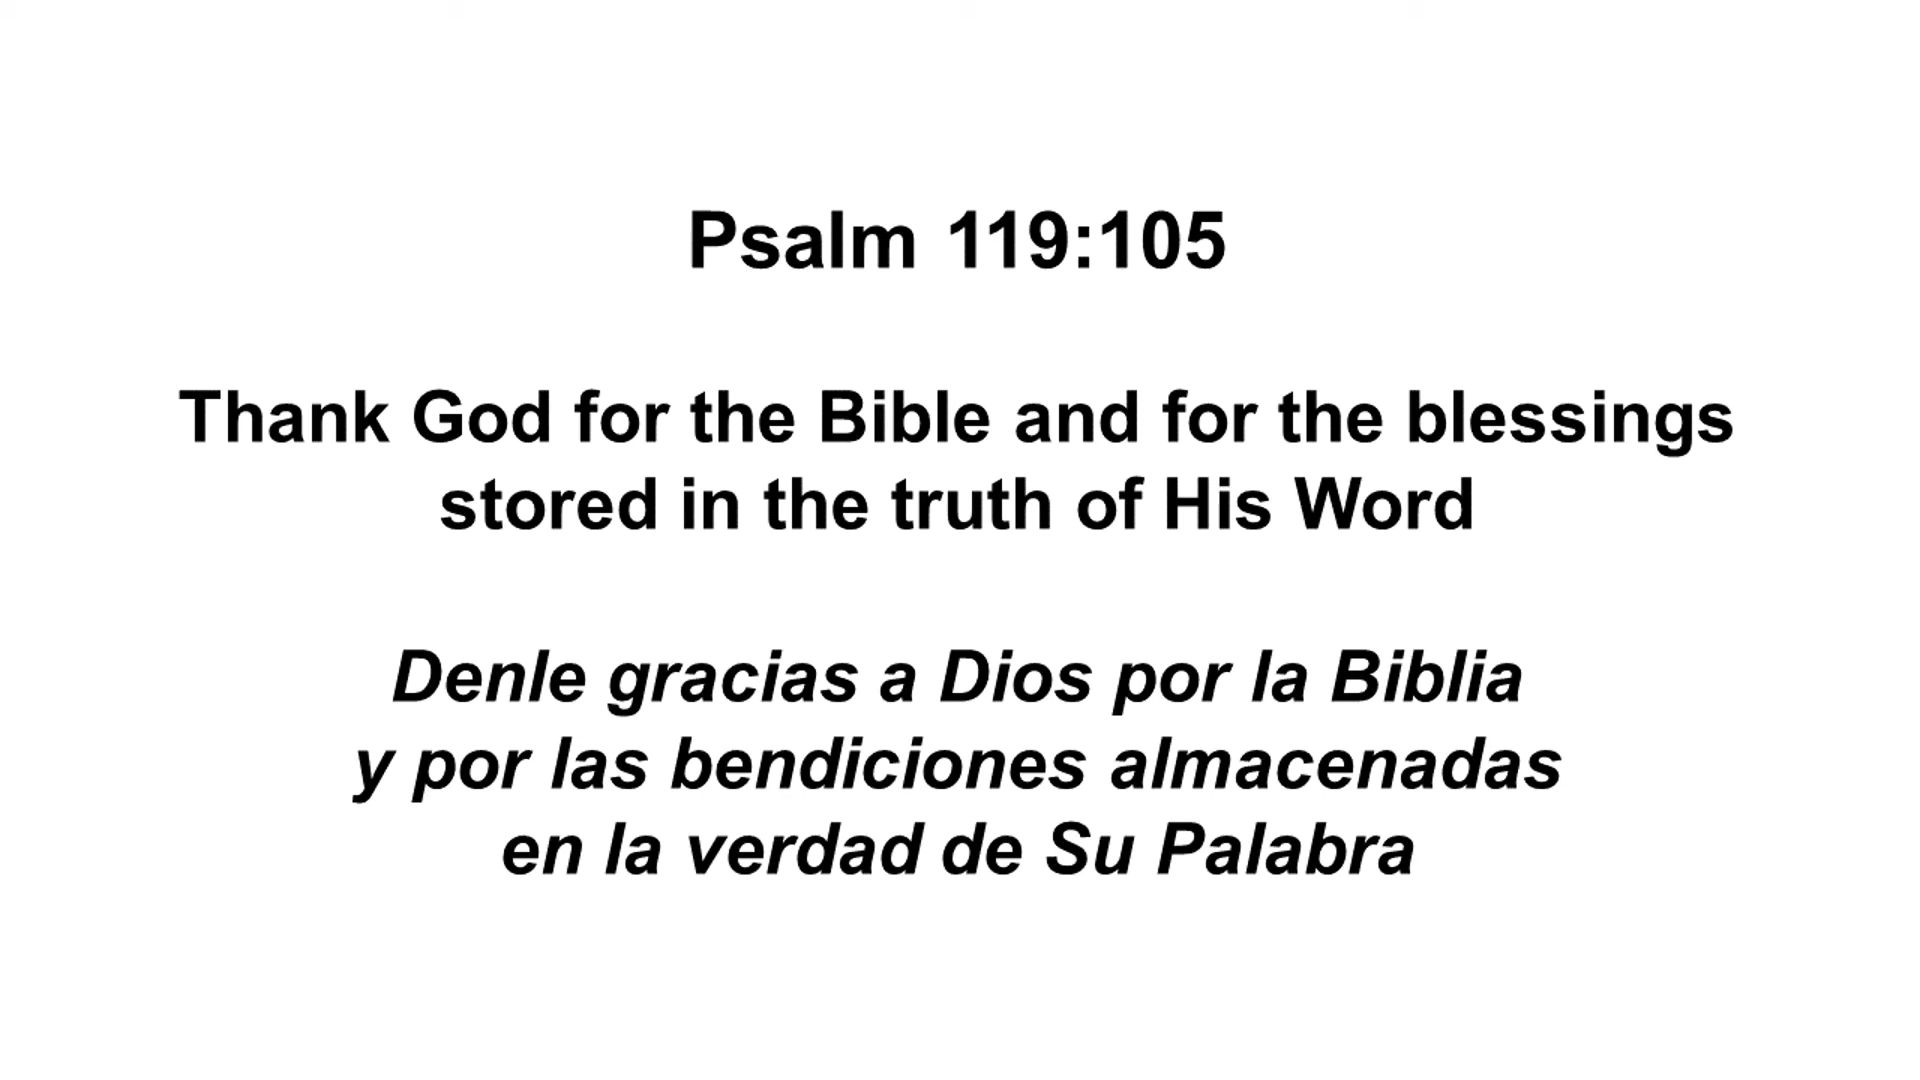 Psalm 119:105
Thank God for the Bible and for the blessings
stored in the truth of His Word
Denle gracias a Dios por la Biblia
y por las bendiciones almacenadas
en la verdad de Su Palabra